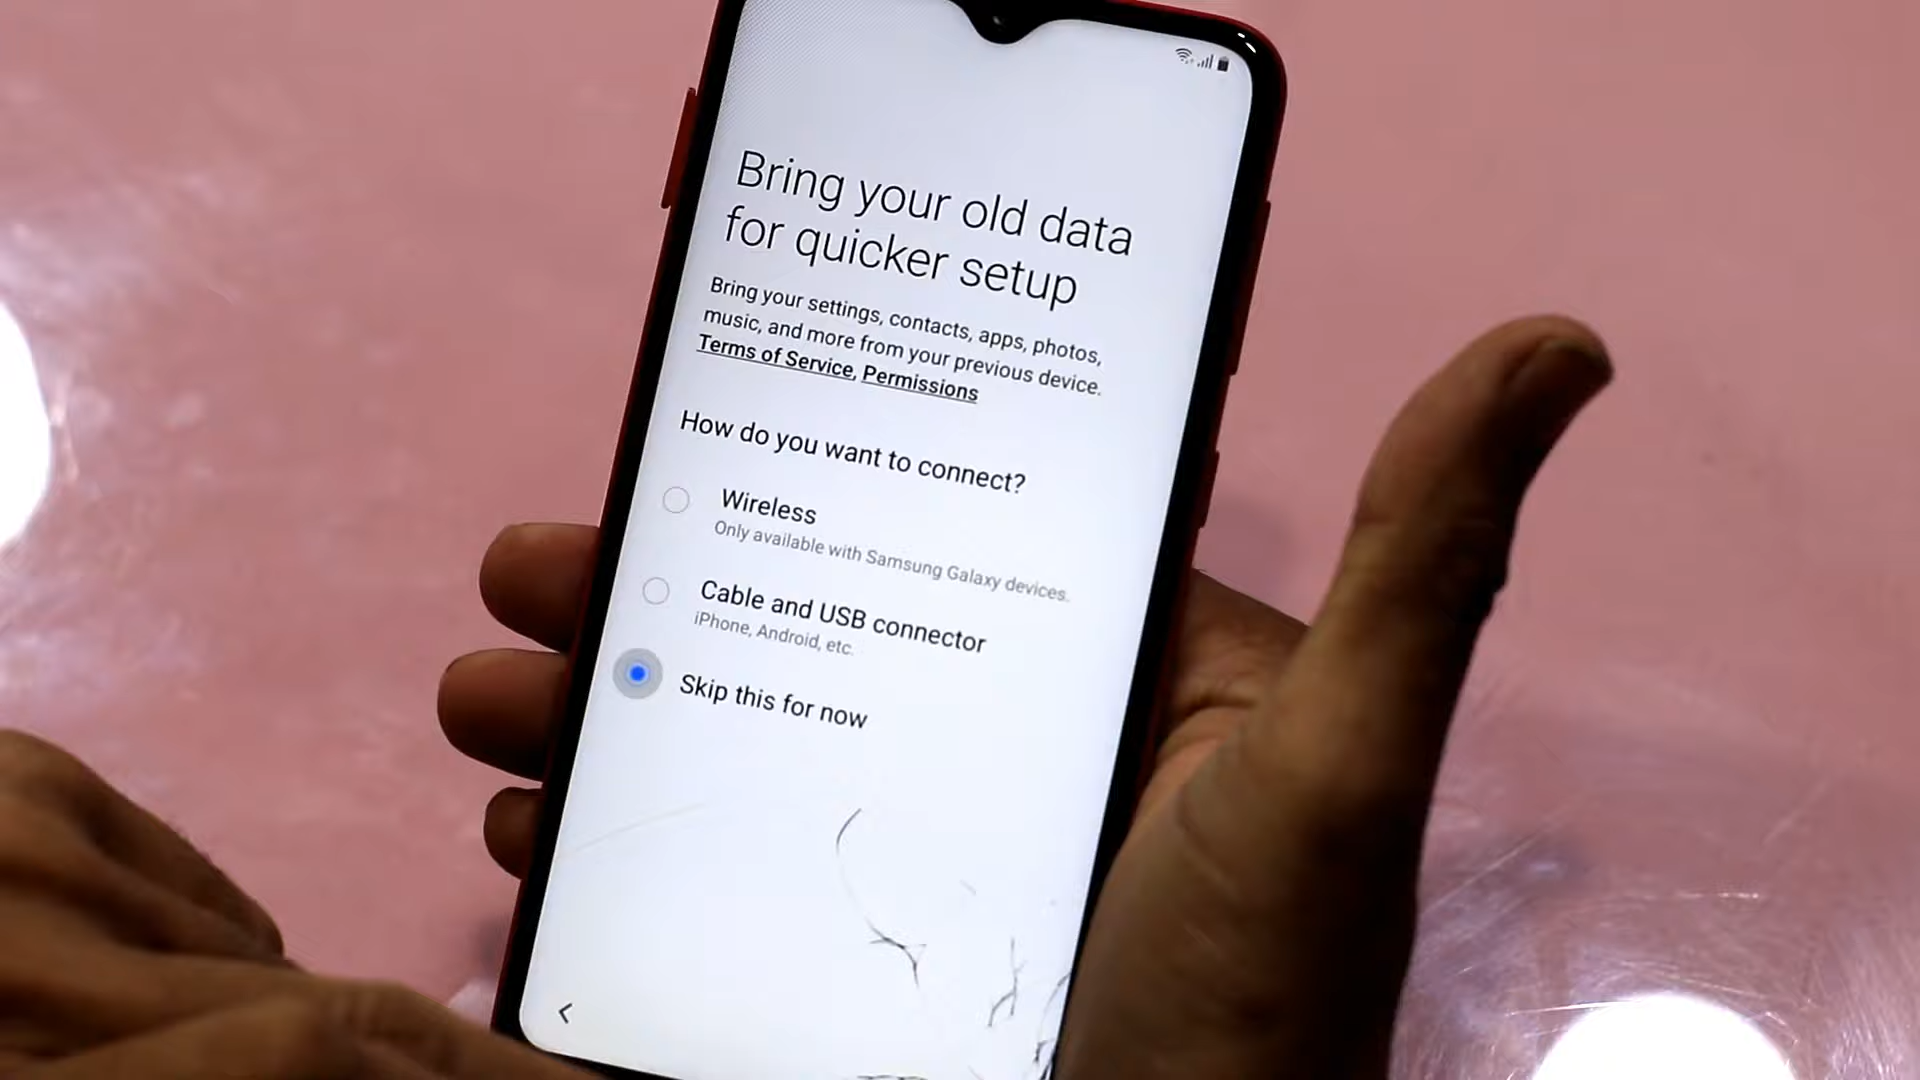 Bring your old data
for quicker setup
Bring your settings, contacts, apps, photos,
music, and more from your previous device.
Terms of Service, Permissions
How do you want to connect?
Wireless
Only available with Samsung Galaxy devices.
Cable and USB connector
iPhone, Android, etc.
Skip this for now